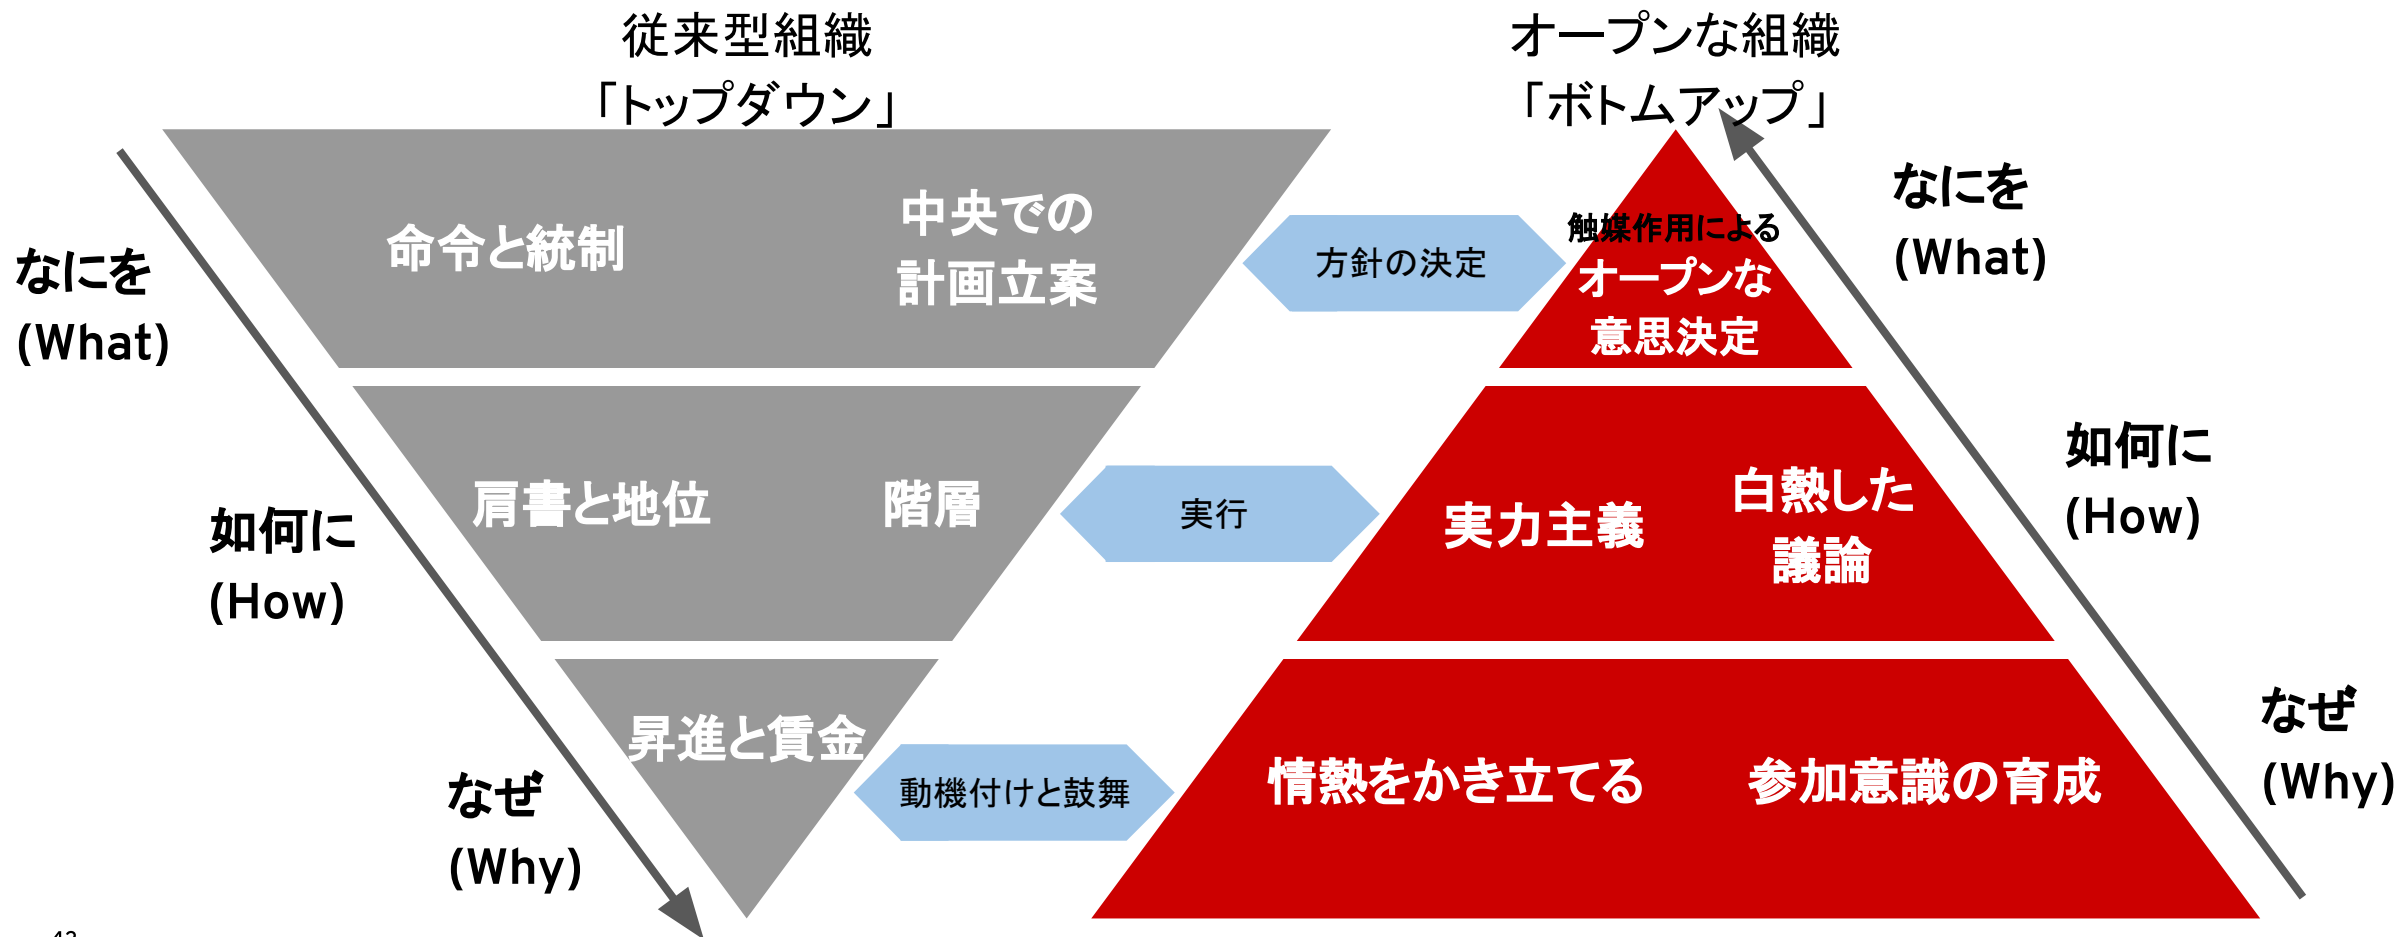 従来型組織
「トップダウン」
なにを
(What)
如何に
(How)
なぜ
(Why)
命令と統制
中央での
計画立案
肩書と地位
階層
昇進と賃金
方針の決定
実行
動機付けと鼓舞
オープンな組織
「ボトムアップ」
触媒作用による
オープンな
意思決定
実力主義
白熱した
議論
情熱をかき立てる
参加意識の育成
なにを
(What)
如何に
(How)
なぜ
(Why)